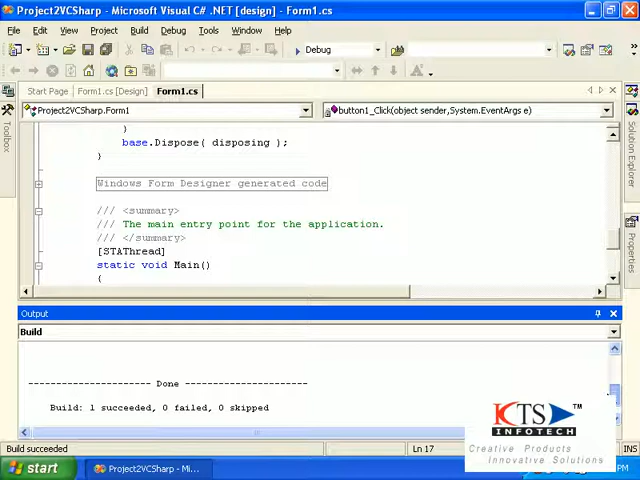 Project2VCSharp - Microsoft Visual C# .NET [design] - Form1.cs
File Edit View Project Build Debug Tools Window Help
Debug
Start Page Form1.cs [Design] Form1.cs
Project2VCSharp.Form1 button1_Click(object sender,System.EventArgs e)
}
base.Dispose( disposing );
}
Windows Form Designer generated code
/// <summary>
/// The main entry point for the application.
/// </summary>
[STAThread]
static void Main()
{
Toolbox
Solution Explorer
Properties
Output
Build
---------------------- Done ----------------------
Build: 1 succeeded, 0 failed, 0 skipped
KTS TM
INFOTECH
Creative Products
Innovative Solutions
Build succeeded Ln 17 INS
start Project2VCSharp - Mi...